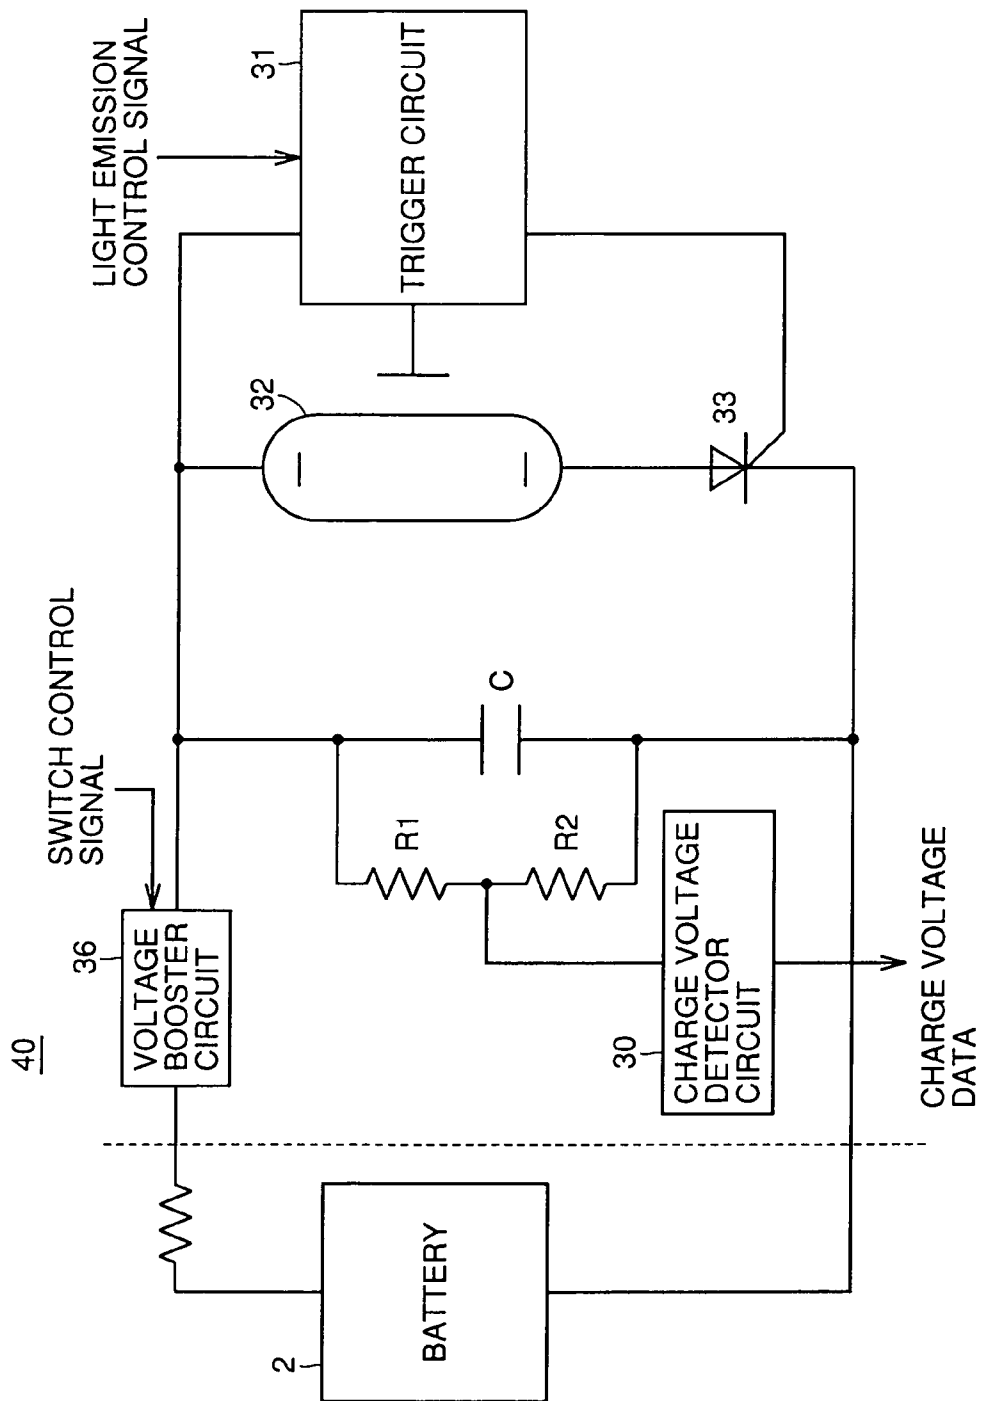 40
LIGHT EMISSION
CONTROL SIGNAL
31
TRIGGER CIRCUIT
32
33
SWITCH CONTROL
SIGNAL
36
VOLTAGE
BOOSTER
CIRCUIT
C
R1
R2
30
CHARGE VOLTAGE
DETECTOR
CIRCUIT
CHARGE VOLTAGE
DATA
2
BATTERY